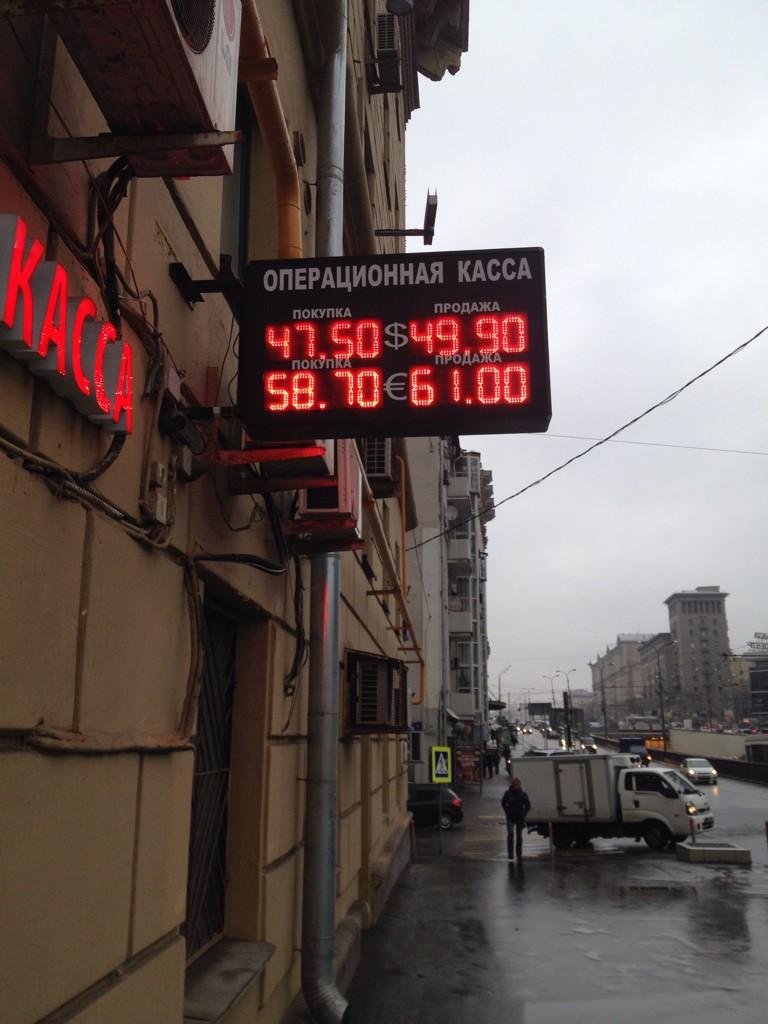 КАССА
ОПЕРАЦИОННАЯ КАССА
ПОКУПКА ПРОДАЖА
47.50 $ 49.90
ПОКУПКА ПРОДАЖА
58.70 € 61.00